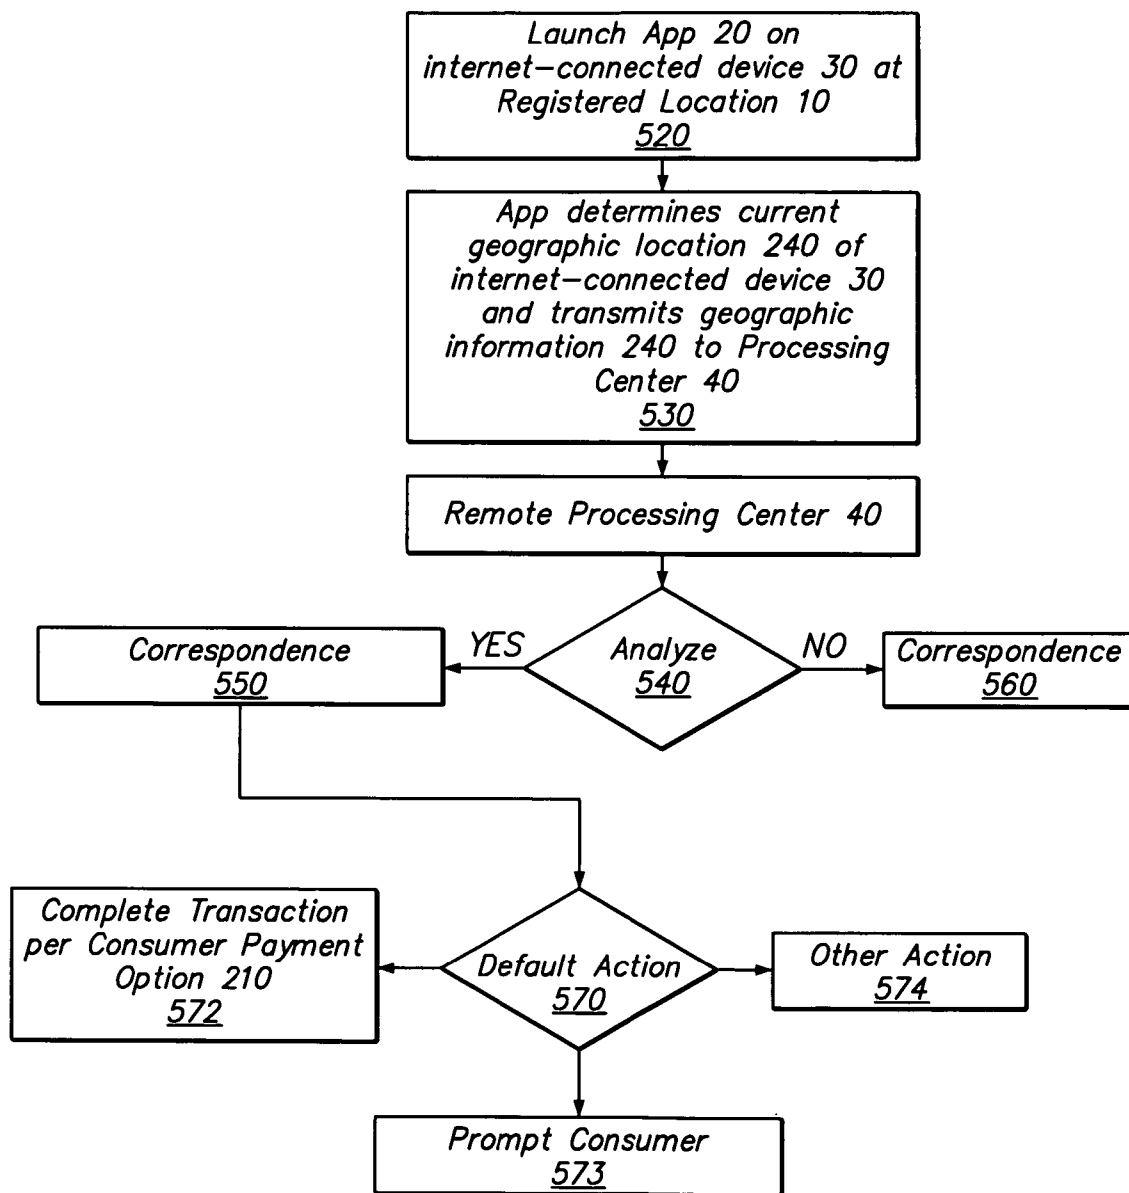 Launch App 20 on
internet-connected device 30 at
Registered Location 10
520
App determines current
geographic location 240 of
internet-connected device 30
and transmits geographic
information 240 to Processing
Center 40
530
Remote Processing Center 40
YES
Analyze
540
NO
Correspondence
550
Correspondence
560
Complete Transaction
per Consumer Payment
Option 210
572
Default Action
570
Other Action
574
Prompt Consumer
573